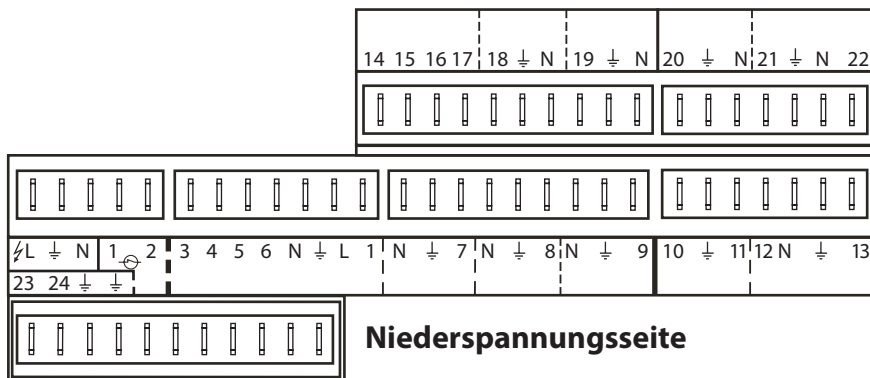 14 15 16 17 18 ⏚ N 19 ⏚ N 20 ⏚ N 21 ⏚ N 22
L ⏚ N 1 2 3 4 5 6 N ⏚ L 1 N ⏚ 7 N ⏚ 8 N ⏚ 9 10 ⏚ 11 12 N ⏚ 13
23 24 ⏚ ⏚
Niederspannungsseite